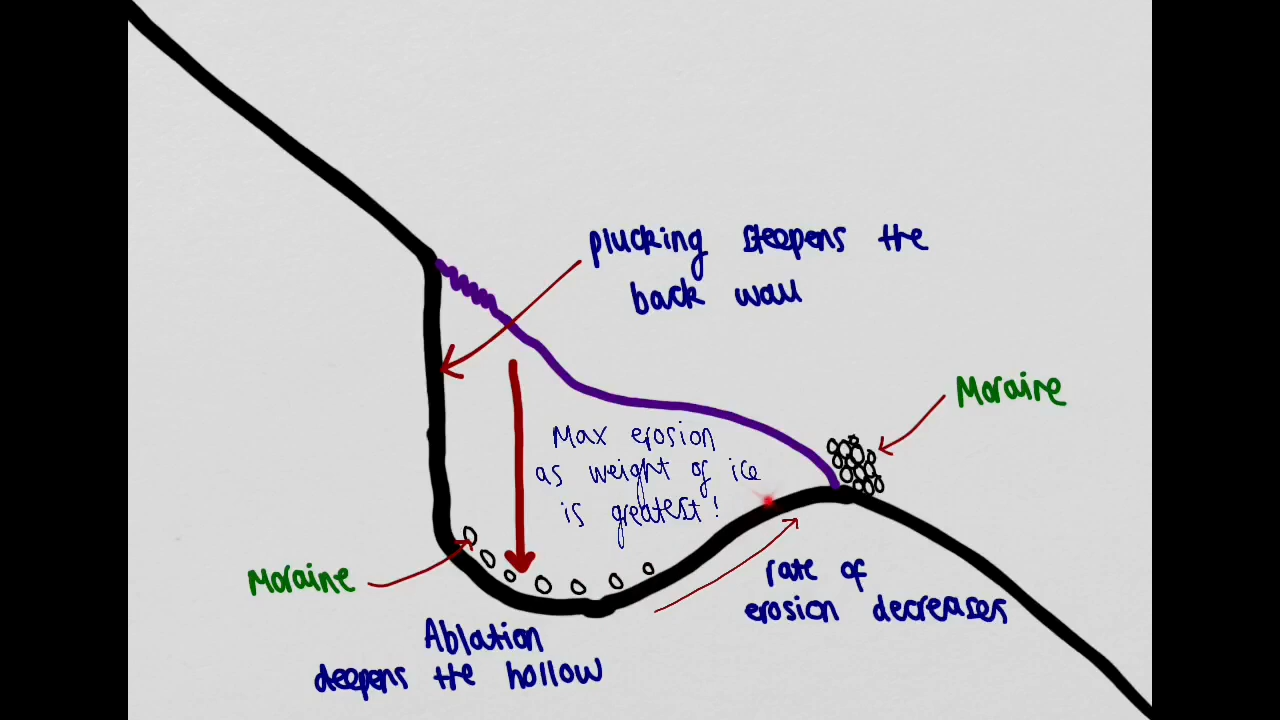 plucking steepens the
back wall
Moraine
Max erosion
as weight of ice
is greatest!
Moraine
rate of
erosion decreases
Ablation
deepens the hollow